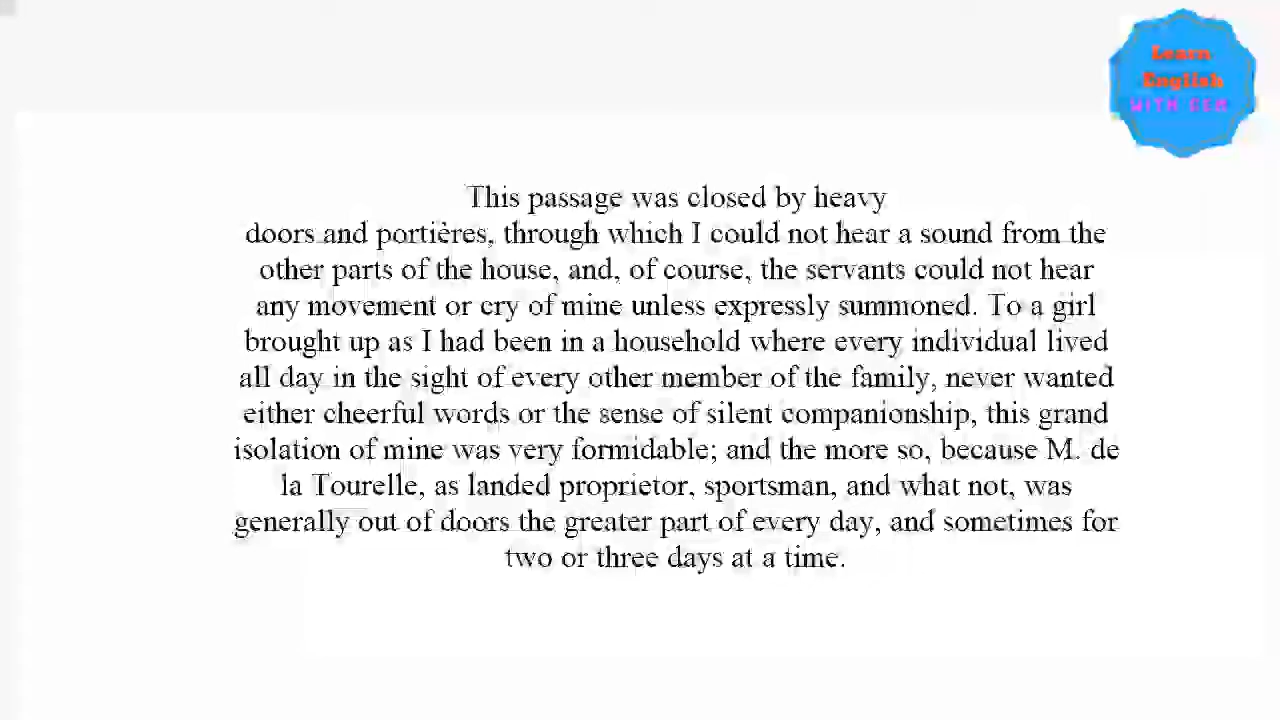 Learn
English
WITH CEM
This passage was closed by heavy
doors and portières, through which I could not hear a sound from the
other parts of the house, and, of course, the servants could not hear
any movement or cry of mine unless expressly summoned. To a girl
brought up as I had been in a household where every individual lived
all day in the sight of every other member of the family, never wanted
either cheerful words or the sense of silent companionship, this grand
isolation of mine was very formidable; and the more so, because M. de
la Tourelle, as landed proprietor, sportsman, and what not, was
generally out of doors the greater part of every day, and sometimes for
two or three days at a time.